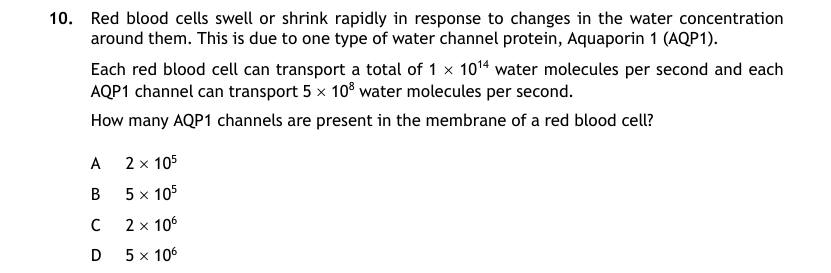 10. Red blood cells swell or shrink rapidly in response to changes in the water concentration
around them. This is due to one type of water channel protein, Aquaporin 1 (AQP1).
Each red blood cell can transport a total of 1 × 10¹⁴ water molecules per second and each
AQP1 channel can transport 5 × 10⁸ water molecules per second.
How many AQP1 channels are present in the membrane of a red blood cell?
A 2 × 10⁵
B 5 × 10⁵
C 2 × 10⁶
D 5 × 10⁶